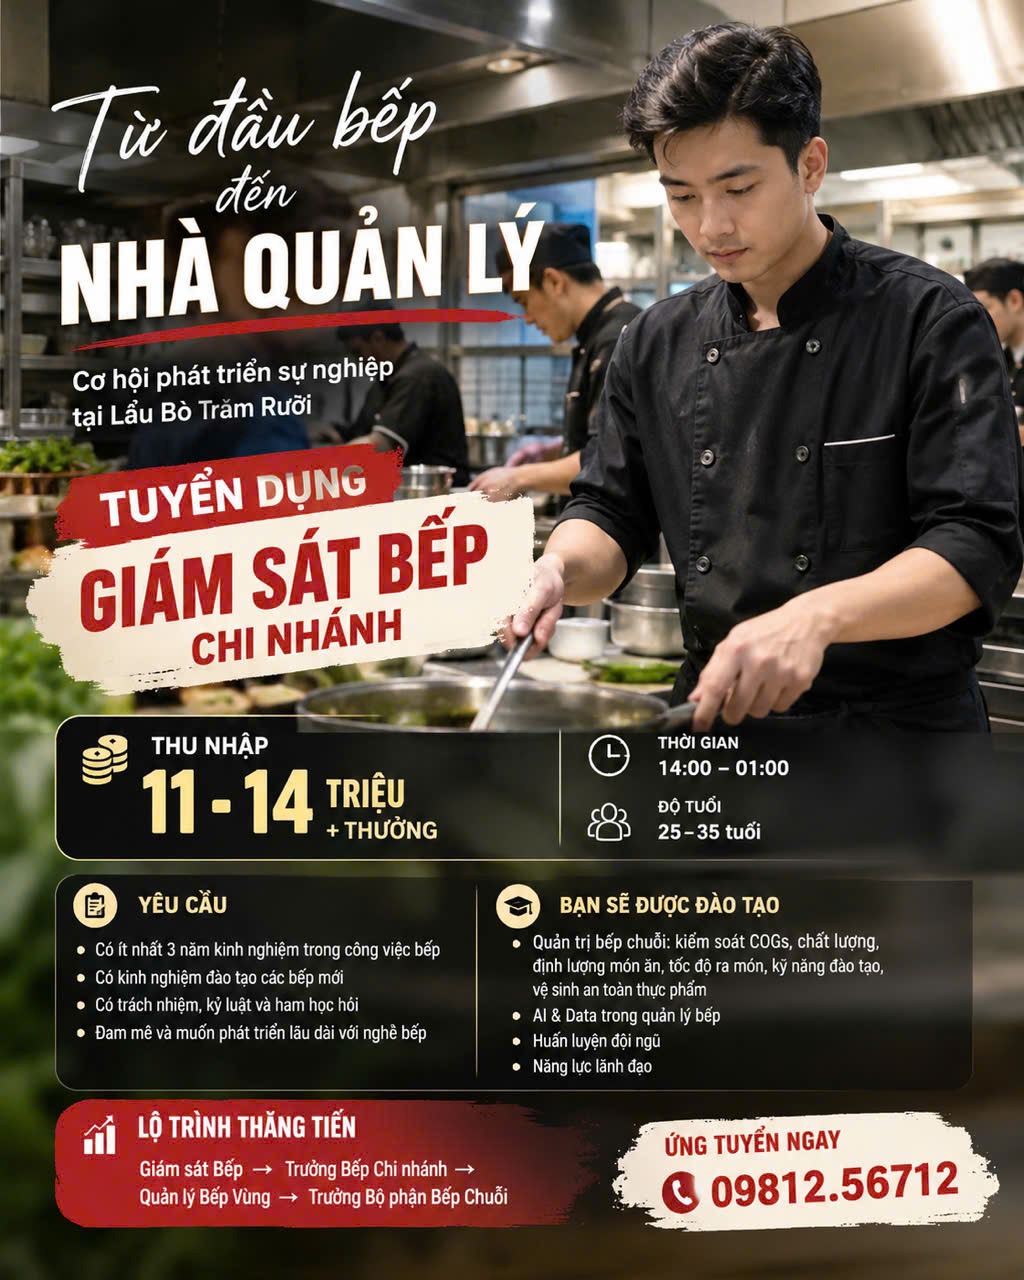 Từ đầu bếp
đến
NHÀ QUẢN LÝ
Cơ hội phát triển sự nghiệp
tại Lẩu Bò Trăm Rưỡi
TUYỂN DỤNG
GIÁM SÁT BẾP
CHI NHÁNH
THU NHẬP
11 - 14 TRIỆU
+ THƯỞNG
THỜI GIAN
14:00 – 01:00
ĐỘ TUỔI
25–35 tuổi
YÊU CẦU
• Có ít nhất 3 năm kinh nghiệm trong công việc bếp
• Có kinh nghiệm đào tạo các bếp mới
• Có trách nhiệm, kỷ luật và ham học hỏi
• Đam mê và muốn phát triển lâu dài với nghề bếp
BẠN SẼ ĐƯỢC ĐÀO TẠO
• Quản trị bếp chuỗi: kiểm soát COGs, chất lượng,
định lượng món ăn, tốc độ ra món, kỹ năng đào tạo,
vệ sinh an toàn thực phẩm
• AI & Data trong quản lý bếp
• Huấn luyện đội ngũ
• Năng lực lãnh đạo
LỘ TRÌNH THĂNG TIẾN
Giám sát Bếp → Trưởng Bếp Chi nhánh →
Quản lý Bếp Vùng → Trưởng Bộ phận Bếp Chuỗi
ỨNG TUYỂN NGAY
09812.56712